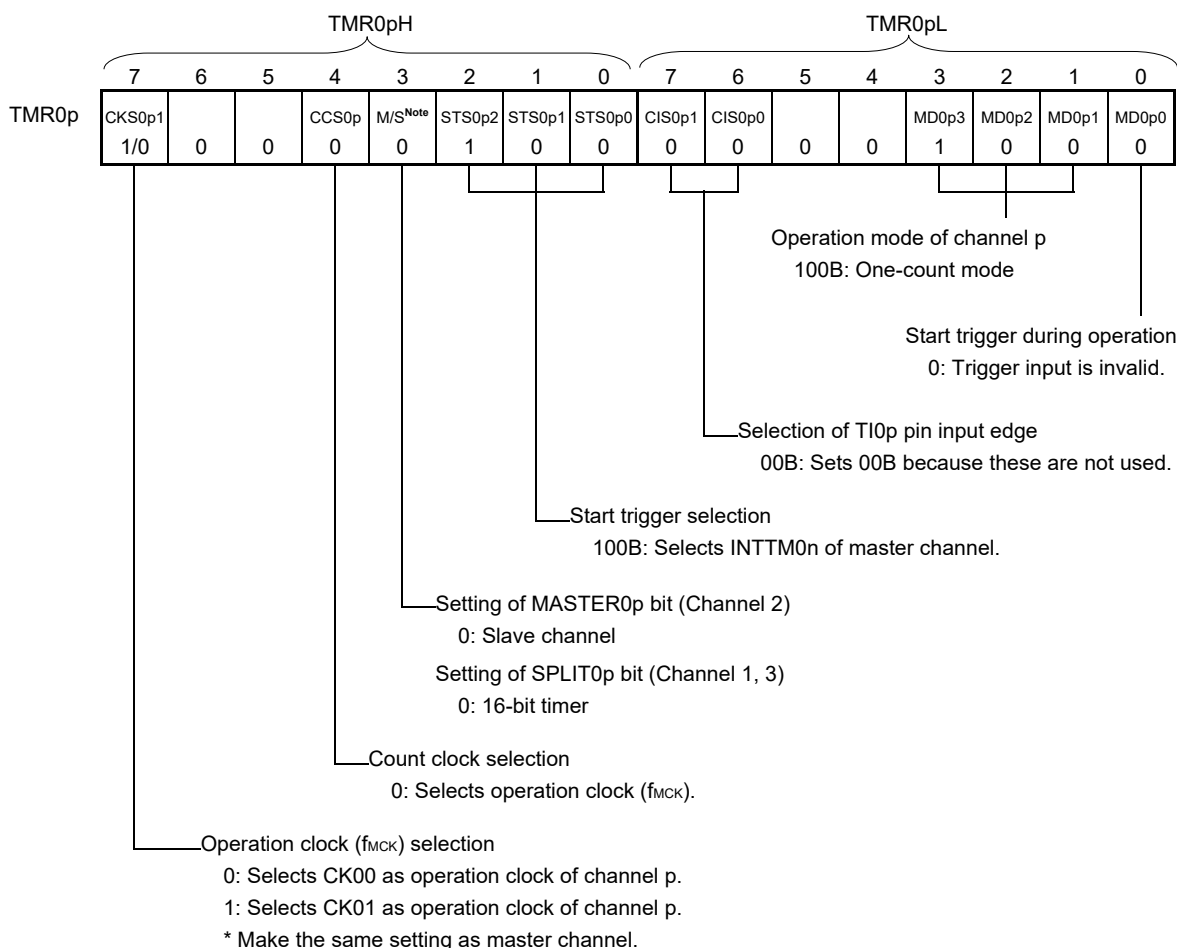 TMR0pH TMR0pL
7 6 5 4 3 2 1 0 7 6 5 4 3 2 1 0
TMR0p CKS0p1 CCS0p M/SNote STS0p2 STS0p1 STS0p0 CIS0p1 CIS0p0 MD0p3 MD0p2 MD0p1 MD0p0
1/0 0 0 0 0 1 0 0 0 0 0 0 1 0 0 0
Operation mode of channel p
100B: One-count mode
Start trigger during operation
0: Trigger input is invalid.
Selection of TI0p pin input edge
00B: Sets 00B because these are not used.
Start trigger selection
100B: Selects INTTM0n of master channel.
Setting of MASTER0p bit (Channel 2)
0: Slave channel
Setting of SPLIT0p bit (Channel 1, 3)
0: 16-bit timer
Count clock selection
0: Selects operation clock (fMCK).
Operation clock (fMCK) selection
0: Selects CK00 as operation clock of channel p.
1: Selects CK01 as operation clock of channel p.
* Make the same setting as master channel.